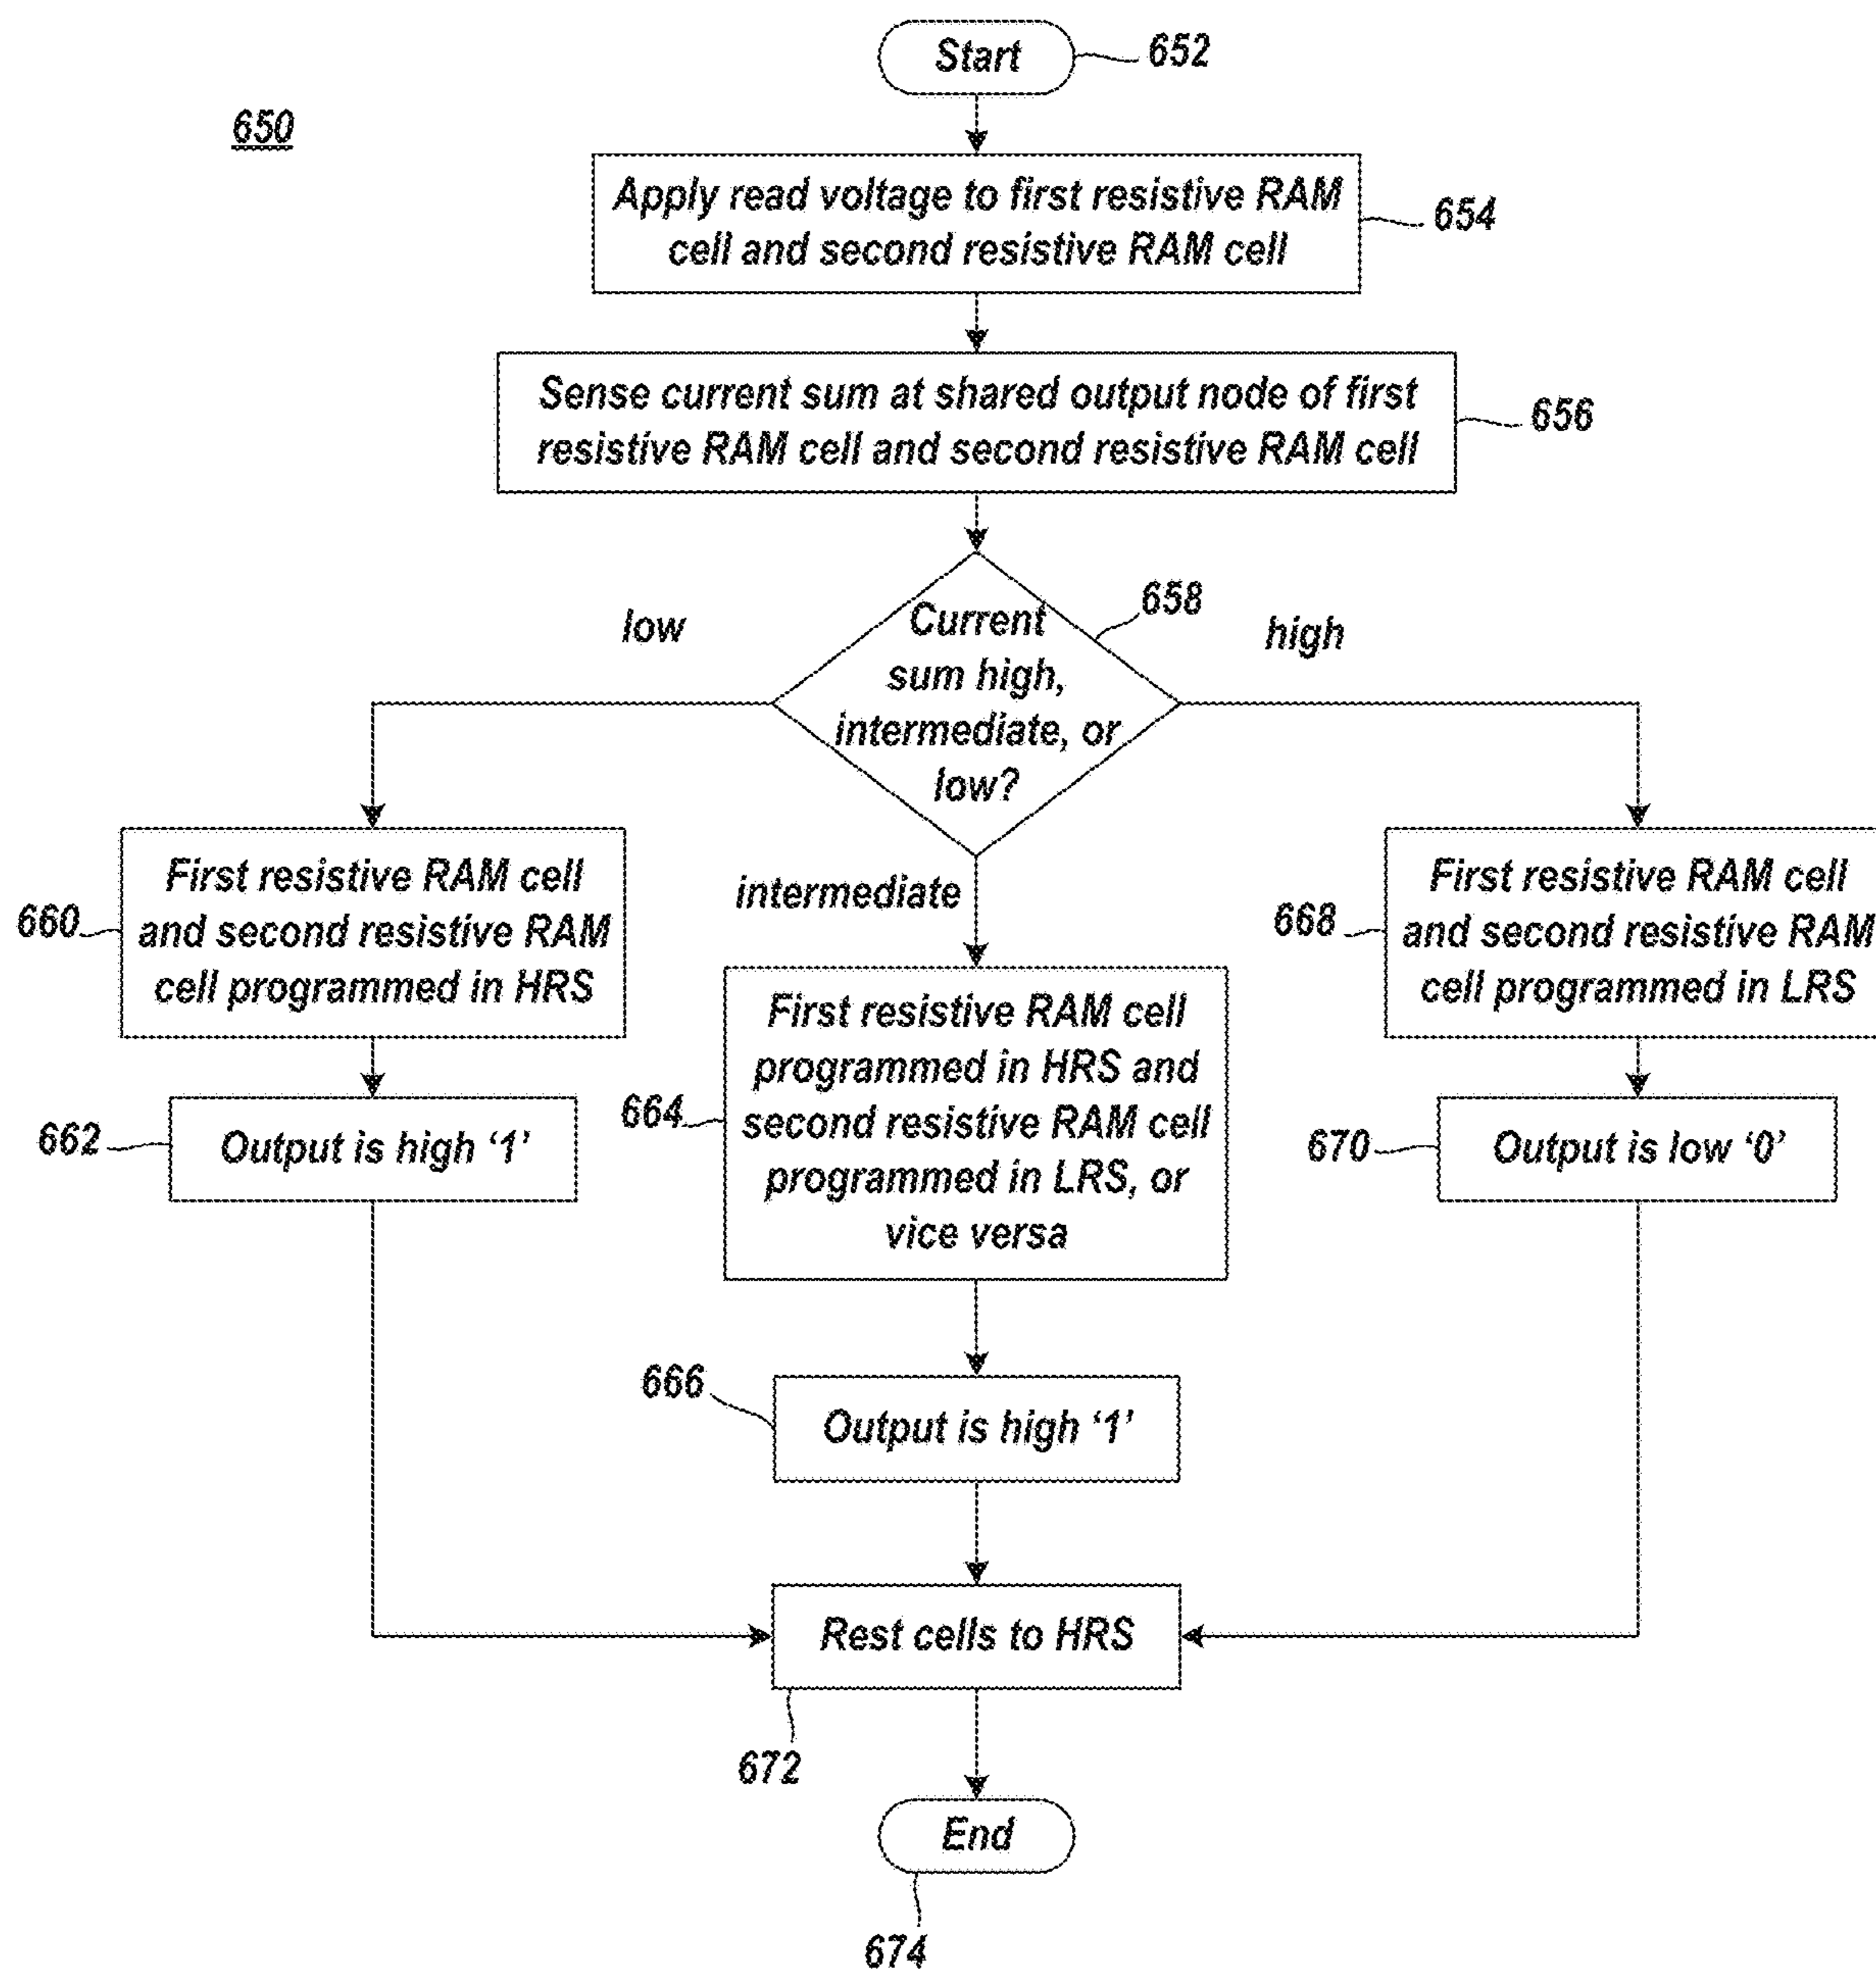 Start
652
650
Apply read voltage to first resistive RAM
cell and second resistive RAM cell
654
Sense current sum at shared output node of first
resistive RAM cell and second resistive RAM cell
656
Current
sum high,
intermediate, or
low?
658
low
high
intermediate
First resistive RAM cell
and second resistive RAM
cell programmed in HRS
660
Output is high ‘1’
662
First resistive RAM cell
programmed in HRS and
second resistive RAM cell
programmed in LRS, or
vice versa
664
Output is high ‘1’
666
First resistive RAM cell
and second resistive RAM
cell programmed in LRS
668
Output is low ‘0’
670
Rest cells to HRS
672
End
674